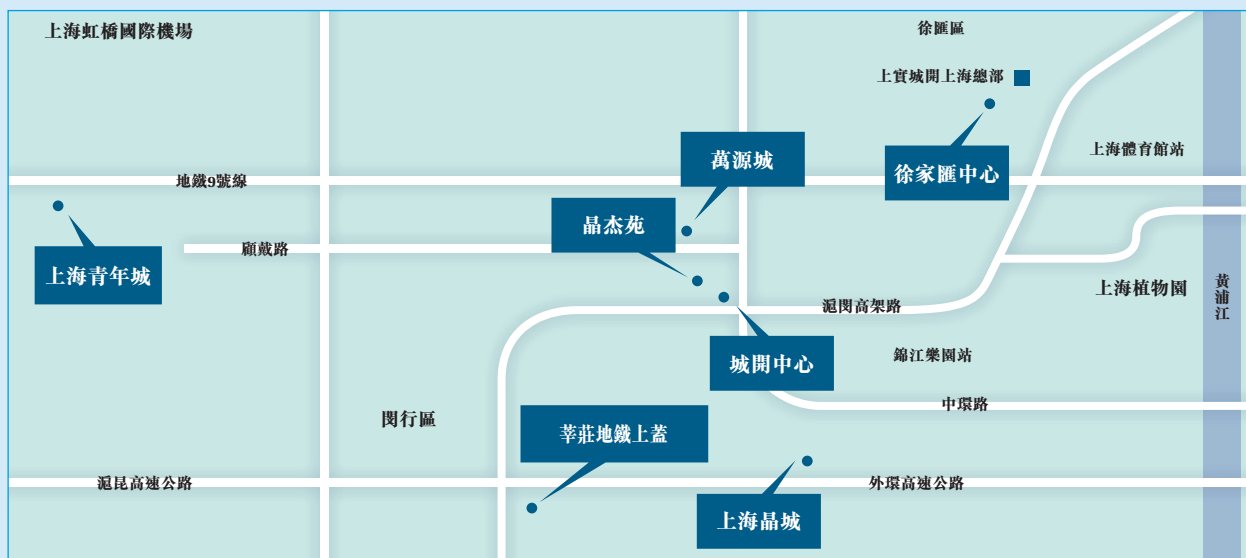 上海虹橋國際機場
徐匯區
上實城開上海總部
上海體育館站
萬源城
徐家匯中心
地鐵9號線
晶杰苑
顧戴路
上海青年城
上海植物園
黃浦江
滬閔高架路
錦江樂園站
城開中心
中環路
閔行區
莘莊地鐵上蓋
滬昆高速公路
外環高速公路
上海晶城